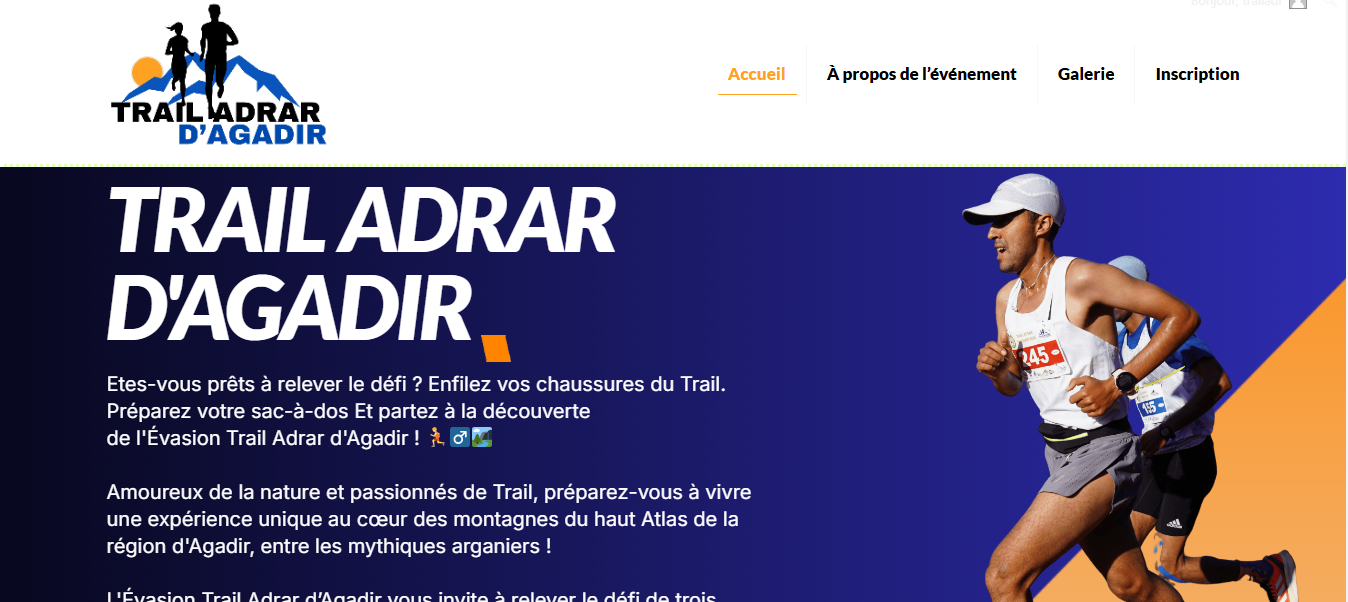 Bonjour, trailadr
TRAIL ADRAR
D'AGADIR
Accueil
À propos de l'événement
Galerie
Inscription
TRAIL ADRAR
D'AGADIR
Etes-vous prêts à relever le défi ? Enfilez vos chaussures du Trail.
Préparez votre sac-à-dos Et partez à la découverte
de l'Évasion Trail Adrar d'Agadir ! 🏃♂️🏞️
Amoureux de la nature et passionnés de Trail, préparez-vous à vivre
une expérience unique au cœur des montagnes du haut Atlas de la
région d'Agadir, entre les mythiques arganiers !
L'Évasion Trail Adrar d'Agadir vous invite à relever le défi de trois
245